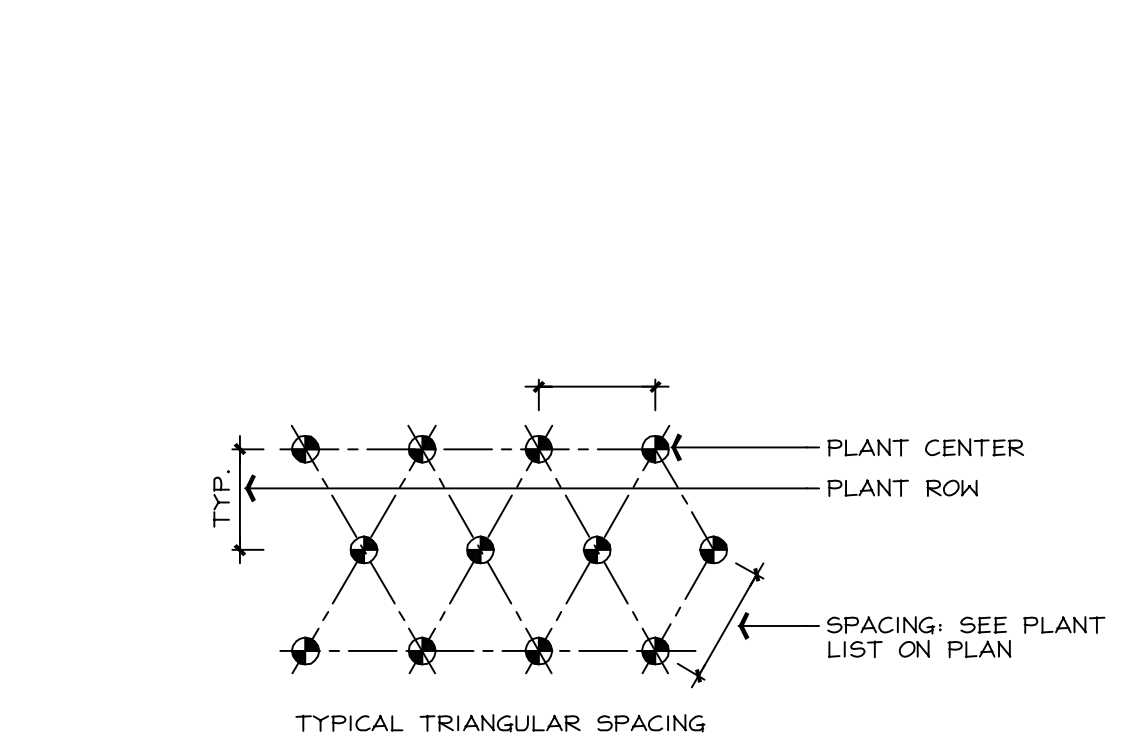 PLANT CENTER
PLANT ROW
TYP.
SPACING: SEE PLANT
LIST ON PLAN
TYPICAL TRIANGULAR SPACING